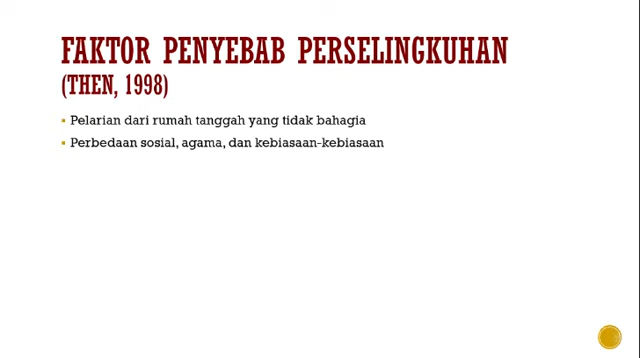 FAKTOR PENYEBAB PERSELINGKUHAN
(THEN, 1998)
▪ Pelarian dari rumah tanggah yang tidak bahagia
▪ Perbedaan sosial, agama, dan kebiasaan-kebiasaan